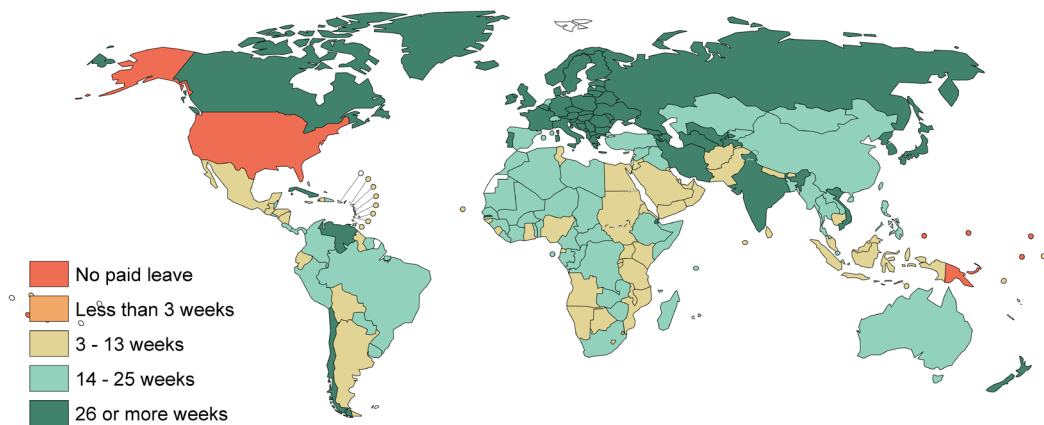 No paid leave
Less than 3 weeks
3 - 13 weeks
14 - 25 weeks
26 or more weeks